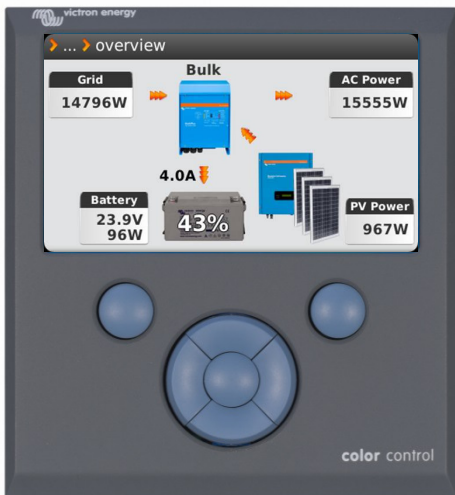 victron energy
... overview
Bulk
Grid
14796W
AC Power
15555W
4.0A
Battery
23.9V
96W
43%
PV Power
967W
color control